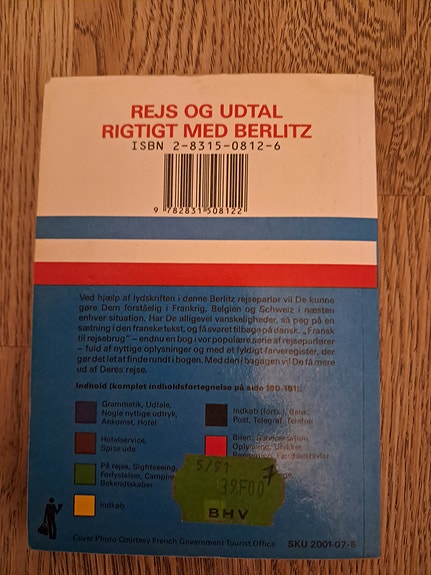 REJS OG UDTAL
RIGTIGT MED BERLITZ
ISBN 2-8315-0812-6
9 782831 508122
Ved hjælp af lydskriften i denne Berlitz rejseparlør vil De kunne
gøre Dem forståelig i Frankrig, Belgien og Schweiz i næsten
enhver situation. Har De alligevel vanskeligheder, så peg på en
sætning i den franske tekst, og få svaret tilbage på dansk. „Fransk
til rejsebrug" – endnu en bog i vor populære serie af rejseparlører
– fuld af nyttige oplysninger og med et fyldigt farveregister, der
gør det let at finde rundt i bogen. Med den i bagagen vil De få mere
ud af Deres rejse.
Indhold (komplet indholdsfortegnelse på side
Grammatik, Udtale,
Nogle nyttige udtryk,
Ankomst, Hotel
Indkøb (forts.), Bank,
Post, Telegraf, Telefon
Hotelservice,
Spise ude
Bilen,
På rejse, Sightseeing,
Forlystelser,
Bekendtskaber
Indkøb
5/91 7
39F00
BHV
Cover Photo Courtesy French Government Tourist Office SKU 2001-07-6